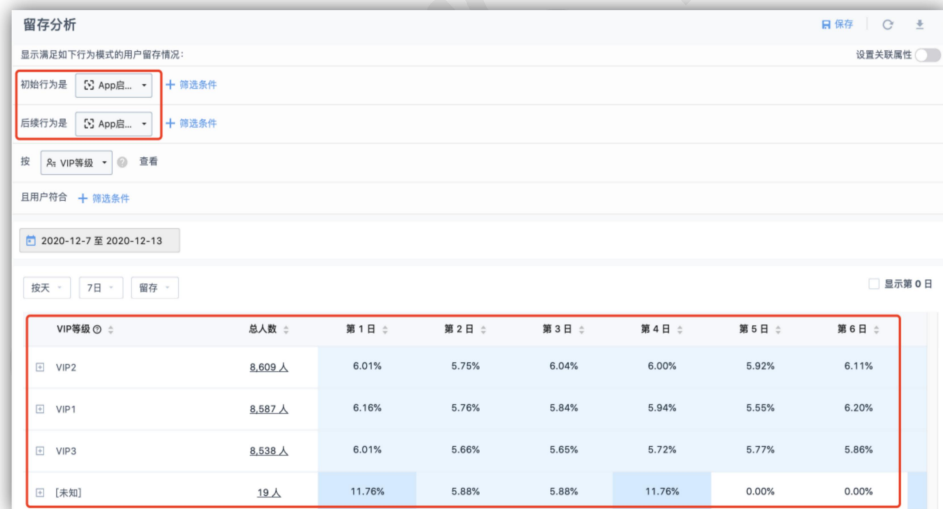 留存分析
保存
显示满足如下行为模式的用户留存情况：
设置关联属性
初始行为是 App启... + 筛选条件
后续行为是 App启... + 筛选条件
按 VIP等级 ? 查看
且用户符合 + 筛选条件
2020-12-7 至 2020-12-13
按天 7日 留存
显示第 0 日
VIP等级 ? 总人数 第 1 日 第 2 日 第 3 日 第 4 日 第 5 日 第 6 日
VIP2 8,609 人 6.01% 5.75% 6.04% 6.00% 5.92% 6.11%
VIP1 8,587 人 6.16% 5.76% 5.84% 5.94% 5.55% 6.20%
VIP3 8,538 人 6.01% 5.66% 5.65% 5.72% 5.77% 5.86%
[未知] 19 人 11.76% 5.88% 5.88% 11.76% 0.00% 0.00%